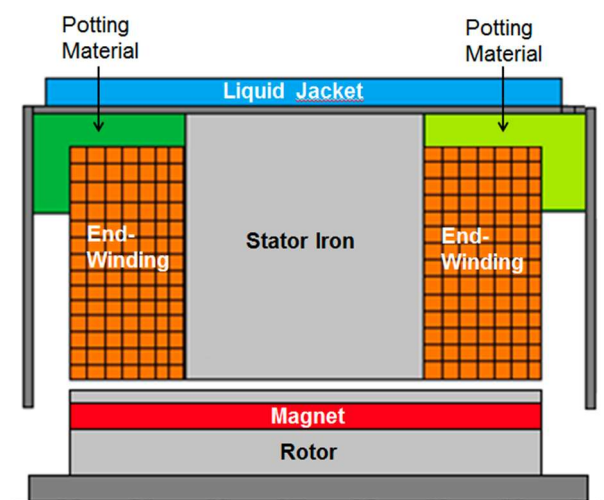 Potting
Material
Potting
Material
Liquid Jacket
End-
Winding
Stator Iron
End-
Winding
Magnet
Rotor